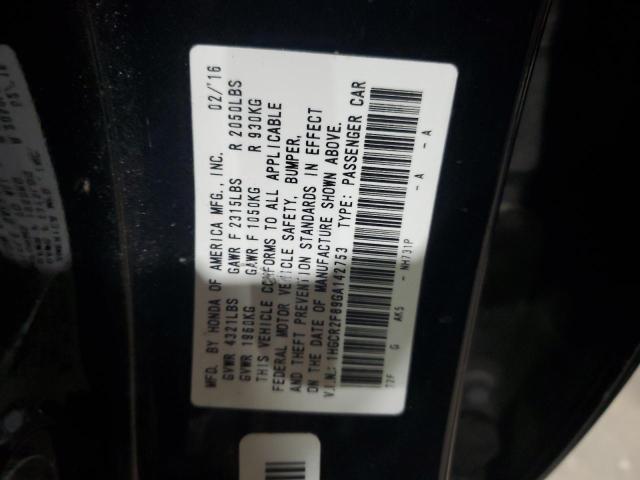 MFD. BY HONDA OF AMERICA MFG., INC. 02/'16
GVWR 4321LBS GAWR F 2315LBS R 2050LBS
GVWR 1960KG GAWR F 1050KG R 930KG
THIS VEHICLE CONFORMS TO ALL APPLICABLE
FEDERAL MOTOR VEHICLE SAFETY, BUMPER,
AND THEFT PREVENTION STANDARDS IN EFFECT
ON THE DATE OF MANUFACTURE SHOWN ABOVE.
V.I.N.: 1HGCR2F89GA142753 TYPE: PASSENGER CAR
T2F G AK5 - NH731P - A - A